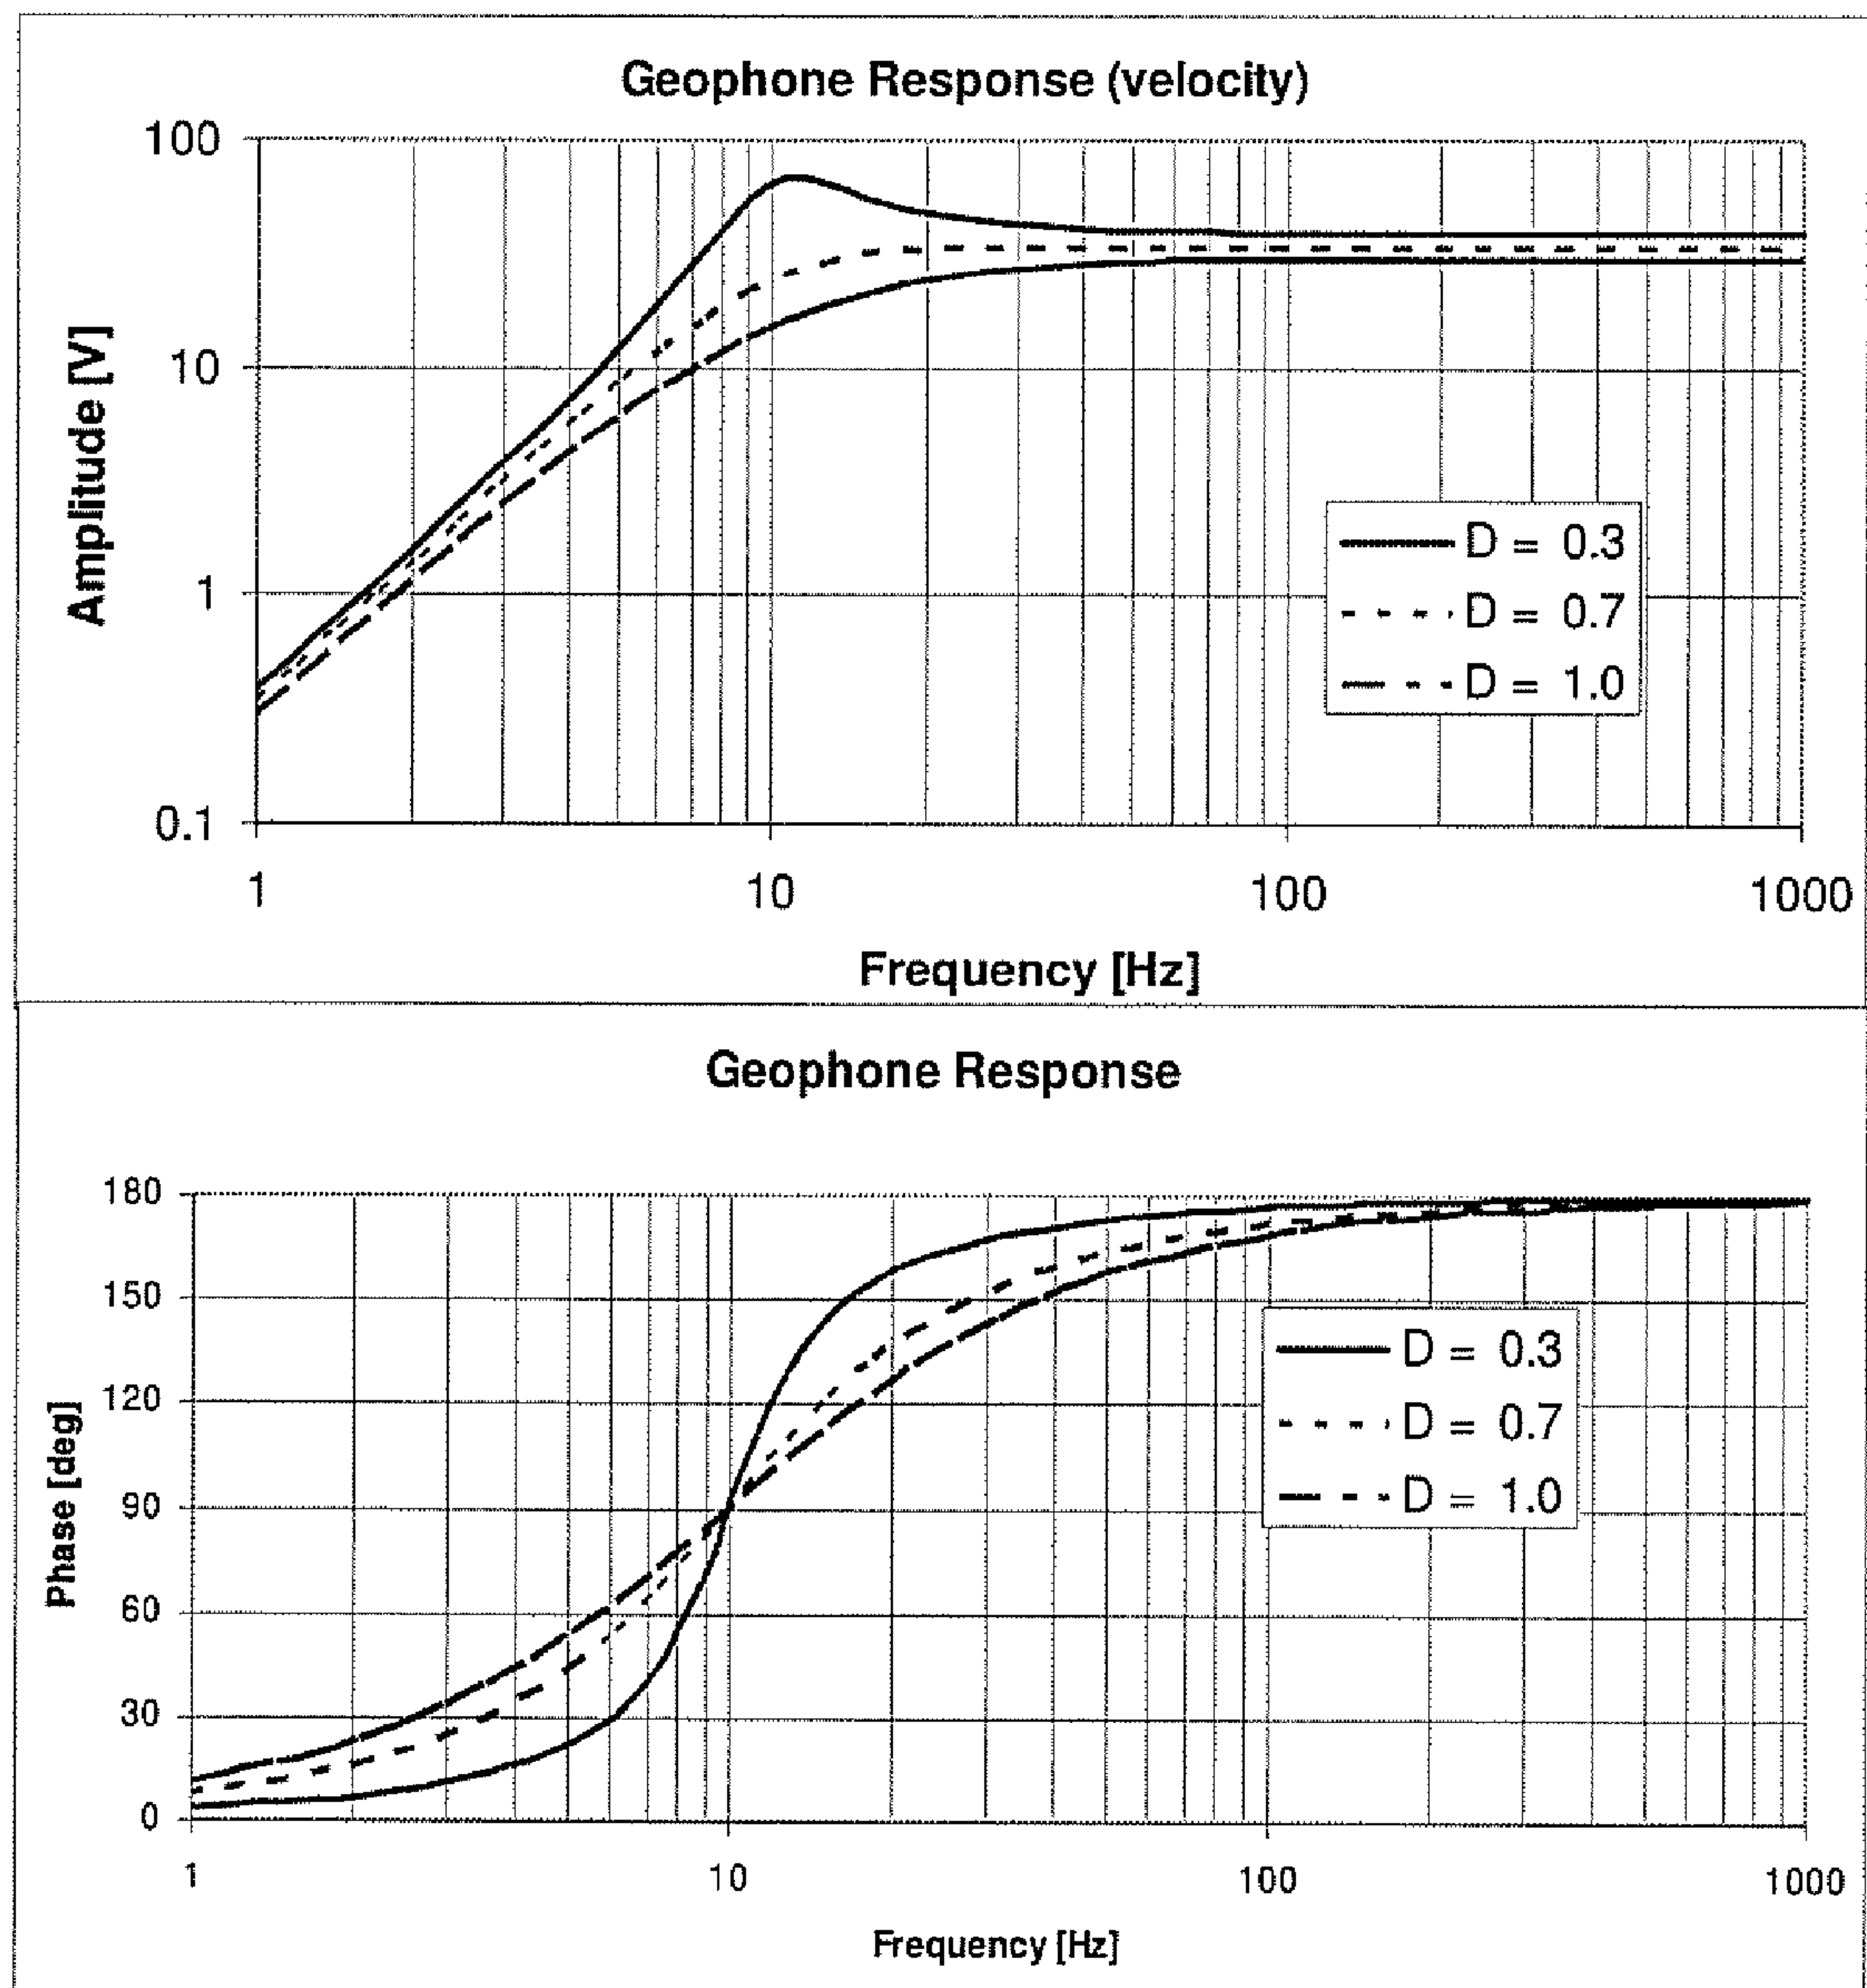 Geophone Response (velocity)
100
10
1
0.1
Amplitude [V]
1 10 100 1000
Frequency [Hz]
D = 0.3
D = 0.7
D = 1.0
Geophone Response
180
150
120
90
60
30
0
Phase [deg]
1 10 100 1000
Frequency [Hz]
D = 0.3
D = 0.7
D = 1.0